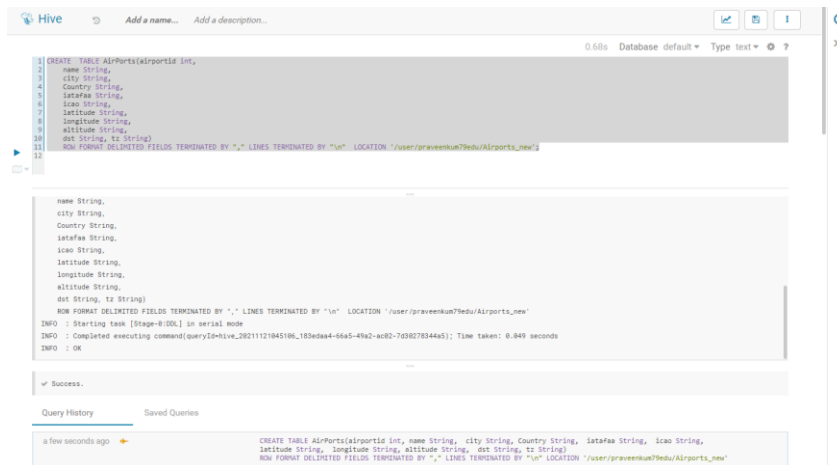 Hive Add a name... Add a description...
0.68s Database default Type text ?
1 CREATE TABLE AirPorts(airportid int,
2 name String,
3 city String,
4 Country String,
5 iatafaa String,
6 icao String,
7 latitude String,
8 longitude String,
9 altitude String,
10 dst String, tz String)
11 ROW FORMAT DELIMITED FIELDS TERMINATED BY "," LINES TERMINATED BY "\n" LOCATION '/user/praveenkum79edu/Airports_new';
12
name String,
city String,
Country String,
iatafaa String,
icao String,
latitude String,
longitude String,
altitude String,
dst String, tz String)
ROW FORMAT DELIMITED FIELDS TERMINATED BY "," LINES TERMINATED BY "\n" LOCATION '/user/praveenkum79edu/Airports_new'
INFO : Starting task [Stage-0:DDL] in serial mode
INFO : Completed executing command(queryId=hive_20211121045106_183edaa4-66a5-49a2-ac02-7d30278344a5); Time taken: 0.049 seconds
INFO : OK
Success.
Query History Saved Queries
a few seconds ago CREATE TABLE AirPorts(airportid int, name String, city String, Country String, iatafaa String, icao String,
latitude String, longitude String, altitude String, dst String, tz String)
ROW FORMAT DELIMITED FIELDS TERMINATED BY "," LINES TERMINATED BY "\n" LOCATION '/user/praveenkum79edu/Airports_new'